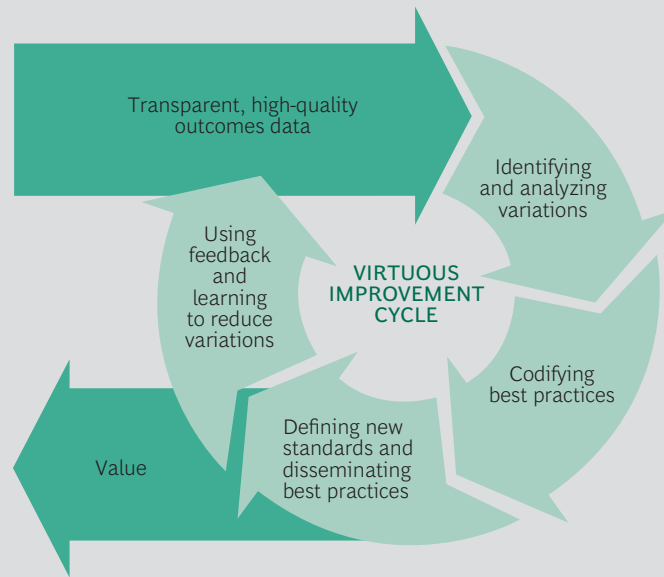 Transparent, high-quality
outcomes data
Identifying
and analyzing
variations
Codifying
best practices
Defining new
standards and
disseminating
best practices
Using
feedback
and
learning
to reduce
variations
VIRTUOUS
IMPROVEMENT
CYCLE
Value